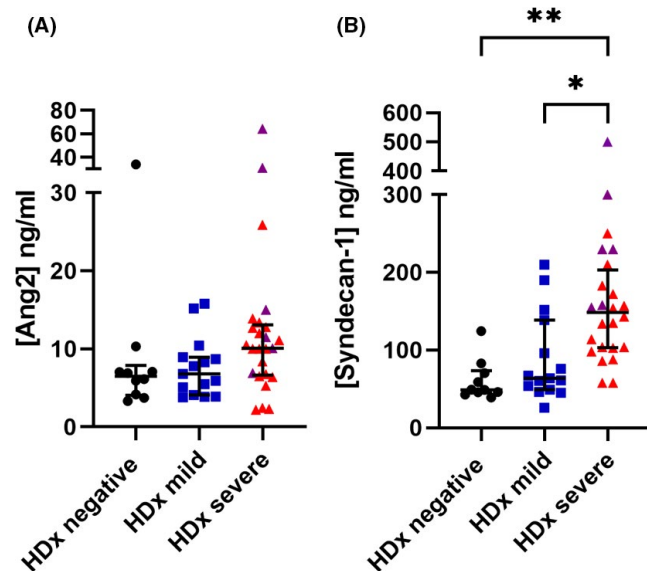 (A)
[Ang2] ng/ml
80
60
40
30
20
10
0
HDx negative
HDx mild
HDx severe
(B)
**
*
[Syndecan-1] ng/ml
600
500
400
300
200
100
0
HDx negative
HDx mild
HDx severe